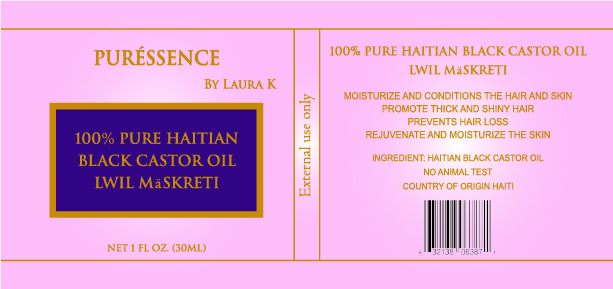 PURÉSSENCE
BY LAURA K
100% PURE HAITIAN
BLACK CASTOR OIL
LWIL MäSKRETI
NET 1 FL OZ. (30ML)
External use only
100% PURE HAITIAN BLACK CASTOR OIL
LWIL MäSKRETI
MOISTURIZE AND CONDITIONS THE HAIR AND SKIN
PROMOTE THICK AND SHINY HAIR
PREVENTS HAIR LOSS
REJUVENATE AND MOISTURIZE THE SKIN
INGREDIENT: HAITIAN BLACK CASTOR OIL
NO ANIMAL TEST
COUNTRY OF ORIGIN HAITI
32138 06387